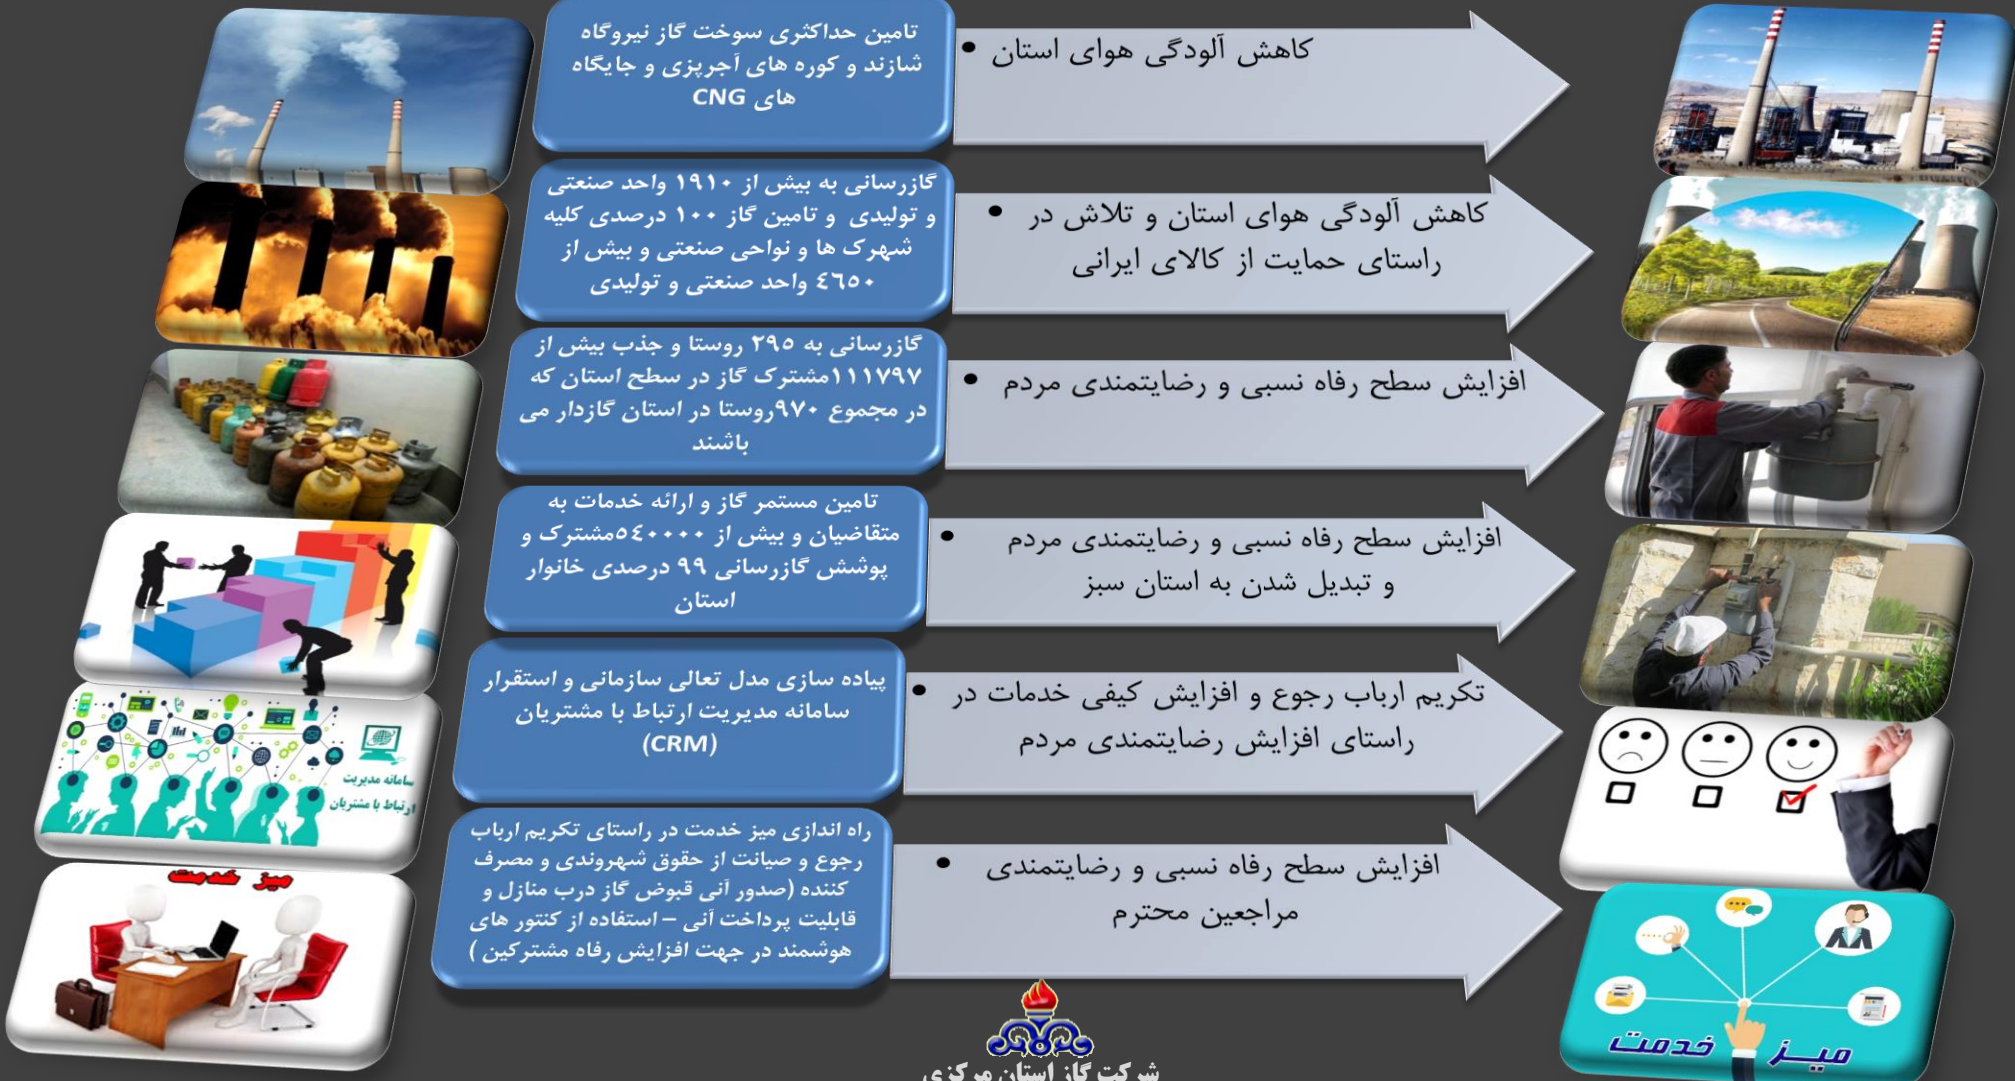 تامین حداکثری سوخت گاز نیروگاه
شازند و کوره های آجرپزی و جایگاه
های CNG
• کاهش آلودگی هوای استان
گازرسانی به بیش از ۱۹۱۰ واحد صنعتی
و تولیدی و تامین گاز ۱۰۰ درصدی کلیه
شهرک ها و نواحی صنعتی و بیش از
٤٦٥٠ واحد صنعتی و تولیدی
• کاهش آلودگی هوای استان و تلاش در
راستای حمایت از کالای ایرانی
گازرسانی به ۲۹۵ روستا و جذب بیش از
۱۱۱۷۹۷مشترک گاز در سطح استان که
در مجموع ۹۷۰روستا در استان گازدار می
باشند
• افزایش سطح رفاه نسبی و رضایتمندی مردم
تامین مستمر گاز و ارائه خدمات به
متقاضیان و بیش از ٥٤٠٠٠٠مشترک و
پوشش گازرسانی ۹۹ درصدی خانوار
استان
• افزایش سطح رفاه نسبی و رضایتمندی مردم
و تبدیل شدن به استان سبز
پیاده سازی مدل تعالی سازمانی و استقرار
سامانه مدیریت ارتباط با مشتریان
(CRM)
• تکریم ارباب رجوع و افزایش کیفی خدمات در
راستای افزایش رضایتمندی مردم
سامانه مدیریت
ارتباط با مشتریان
راه اندازی میز خدمت در راستای تکریم ارباب
رجوع و صیانت از حقوق شهروندی و مصرف
کننده (صدور آنی قبوض گاز درب منازل و
قابلیت پرداخت آنی – استفاده از کنتور های
هوشمند در جهت افزایش رفاه مشترکین )
• افزایش سطح رفاه نسبی و رضایتمندی
مراجعین محترم
میز خدمت
میز خدمت
شرکت گاز استان مرکزی